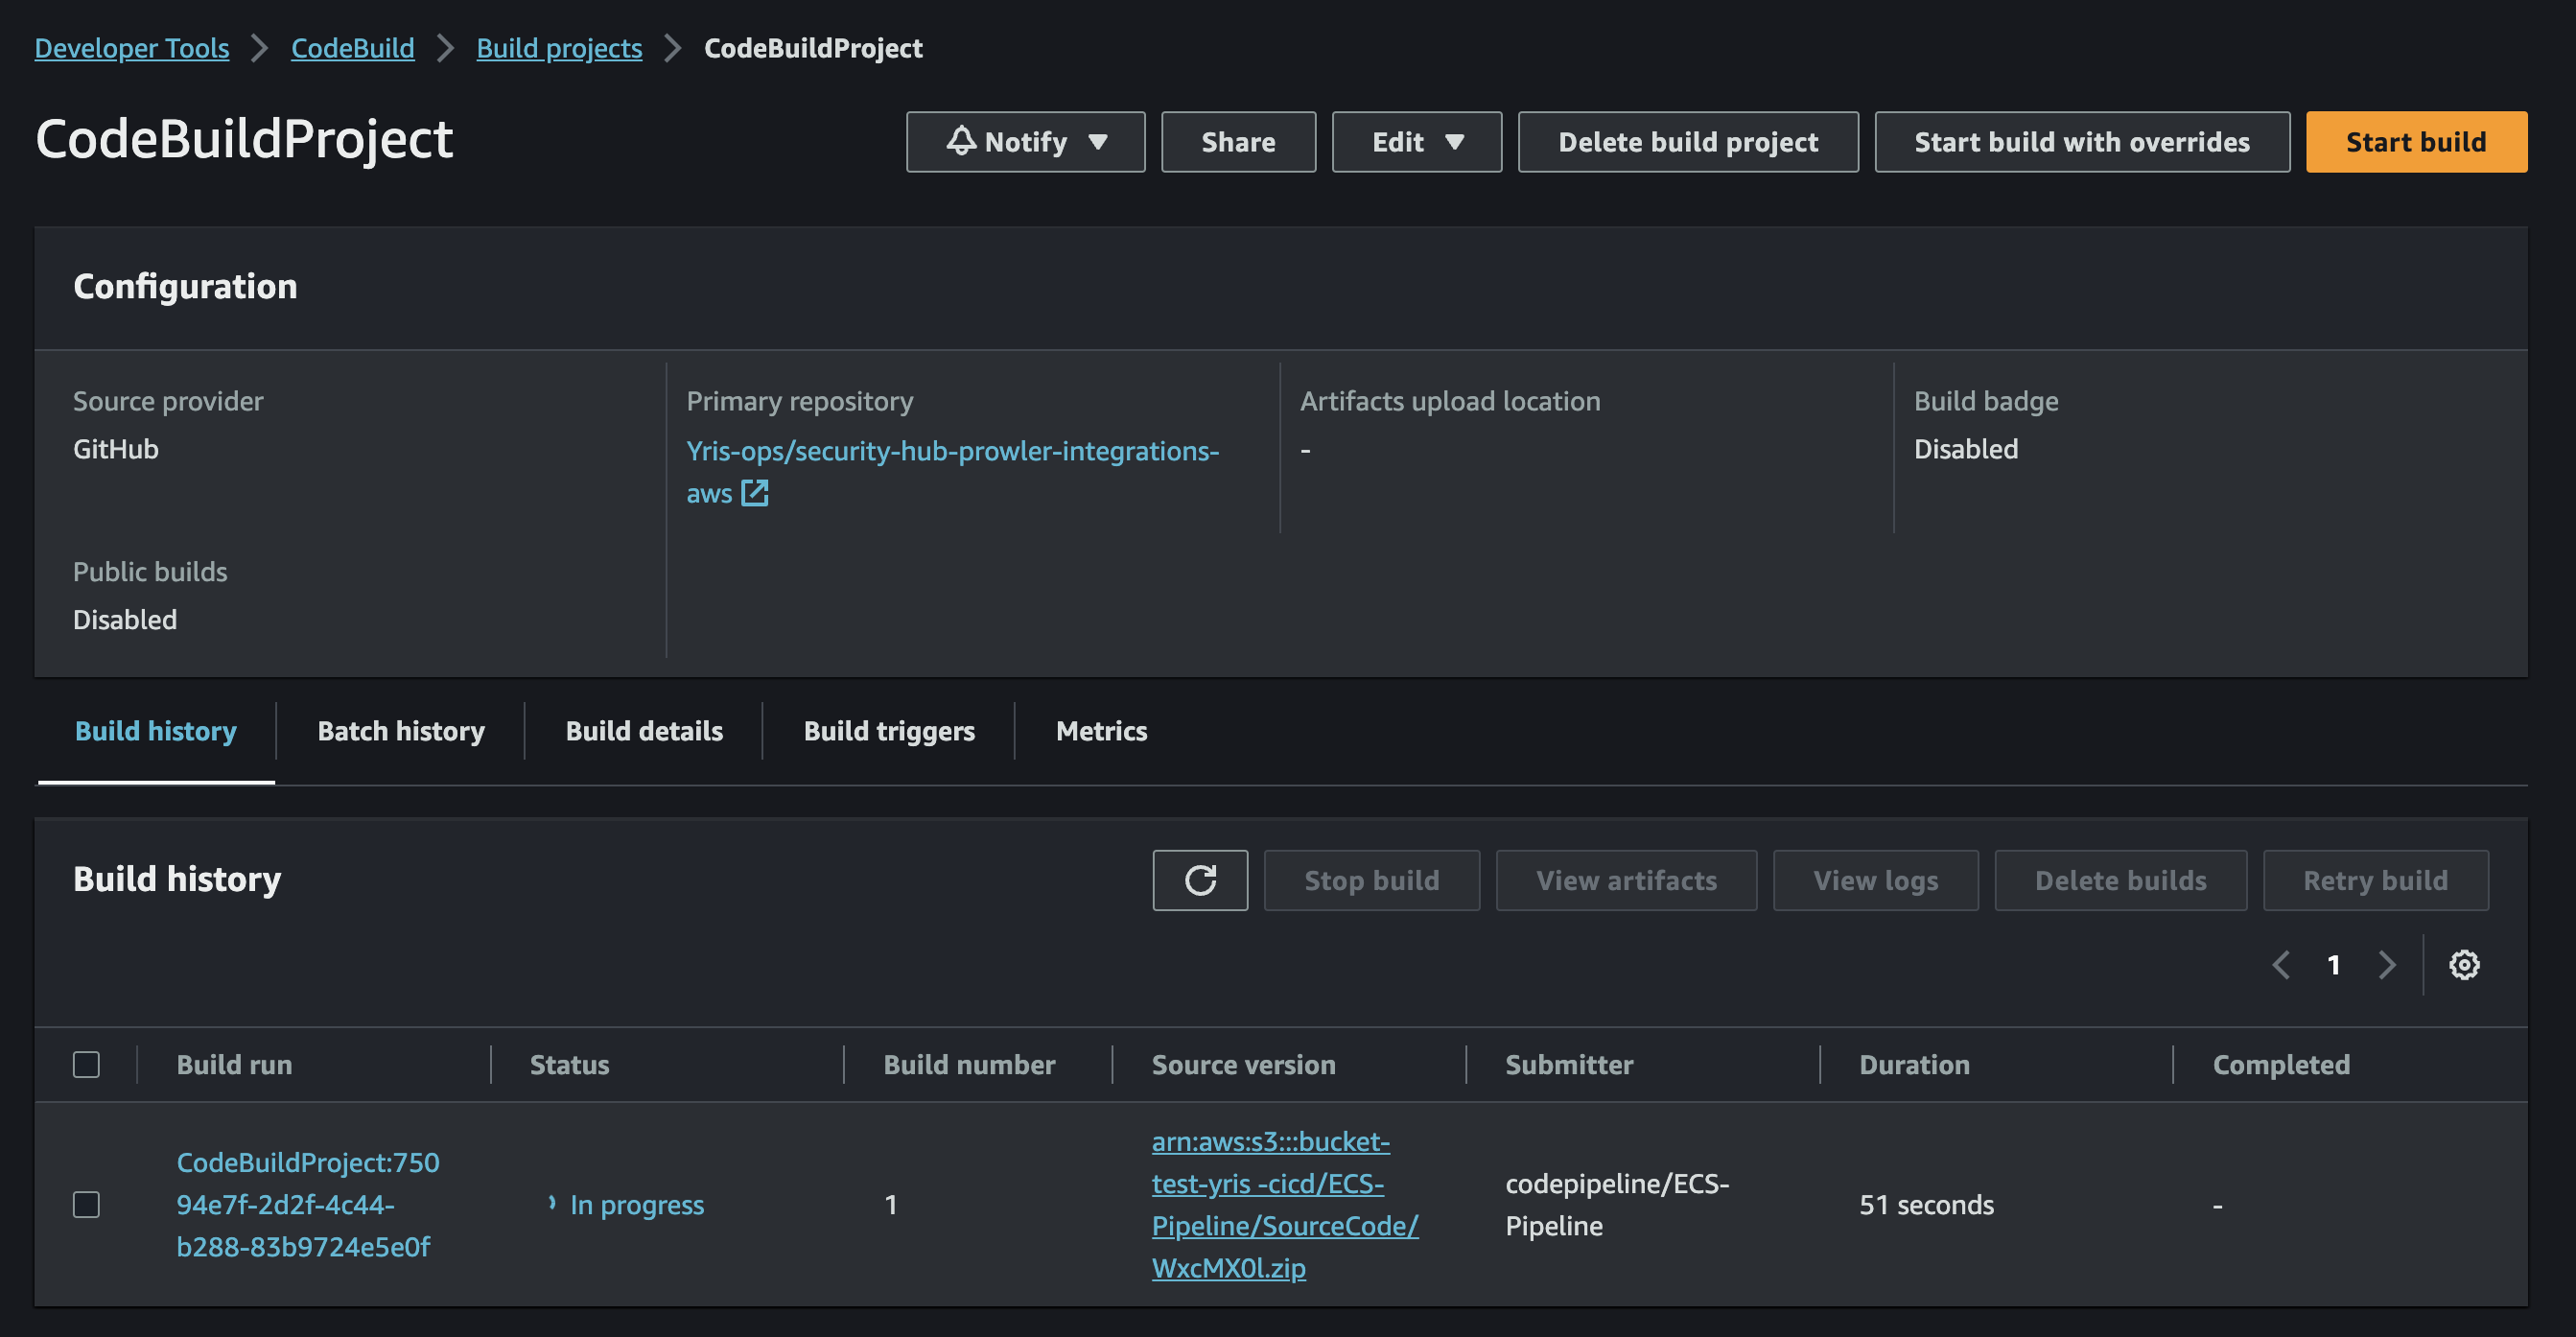 Developer Tools > CodeBuild > Build projects > CodeBuildProject
CodeBuildProject
Notify
Share
Edit
Delete build project
Start build with overrides
Start build
Configuration
Source provider
GitHub
Primary repository
Yris-ops/security-hub-prowler-integrations-
aws
Artifacts upload location
-
Build badge
Disabled
Public builds
Disabled
Build history
Batch history
Build details
Build triggers
Metrics
Build history
Stop build
View artifacts
View logs
Delete builds
Retry build
1
Build run
Status
Build number
Source version
Submitter
Duration
Completed
CodeBuildProject:750
94e7f-2d2f-4c44-
b288-83b9724e5e0f
In progress
1
arn:aws:s3:::bucket-
test-yris -cicd/ECS-
Pipeline/SourceCode/
WxcMX0l.zip
codepipeline/ECS-
Pipeline
51 seconds
-